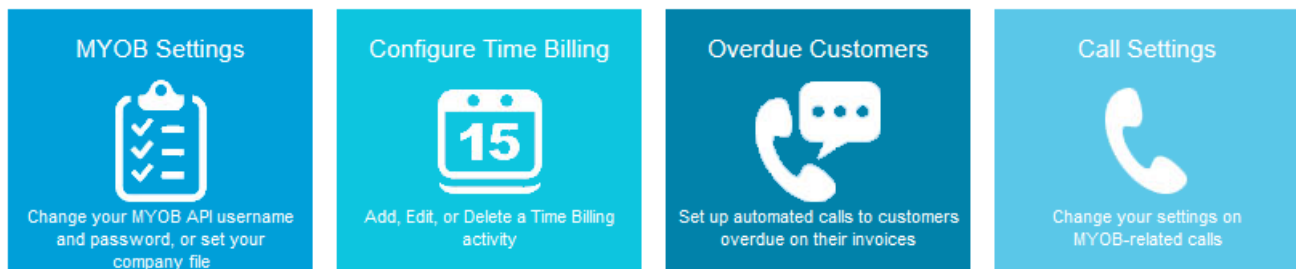 MYOB Settings
Change your MYOB API username
and password, or set your
company file
Configure Time Billing
15
Add, Edit, or Delete a Time Billing
activity
Overdue Customers
Set up automated calls to customers
overdue on their invoices
Call Settings
Change your settings on
MYOB-related calls